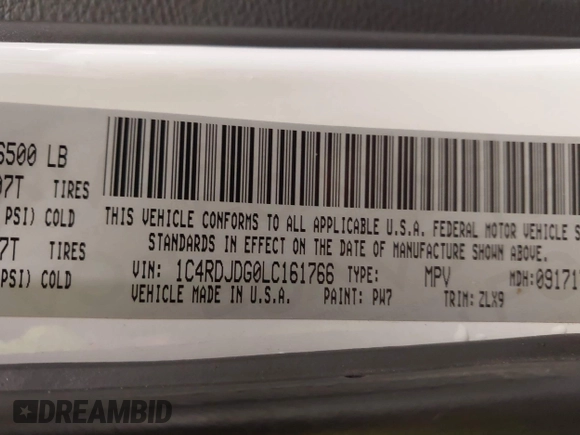 6500 LB
07T TIRES
PSI) COLD
7T TIRES
PSI) COLD
THIS VEHICLE CONFORMS TO ALL APPLICABLE U.S.A. FEDERAL MOTOR VEHICLE S
STANDARDS IN EFFECT ON THE DATE OF MANUFACTURE SHOWN ABOVE.
VIN: 1C4RDJDG0LC161766 TYPE: MPV MDH: 09171
VEHICLE MADE IN U.S.A. PAINT: PW7 TRIM: ZLX9
DREAMBID